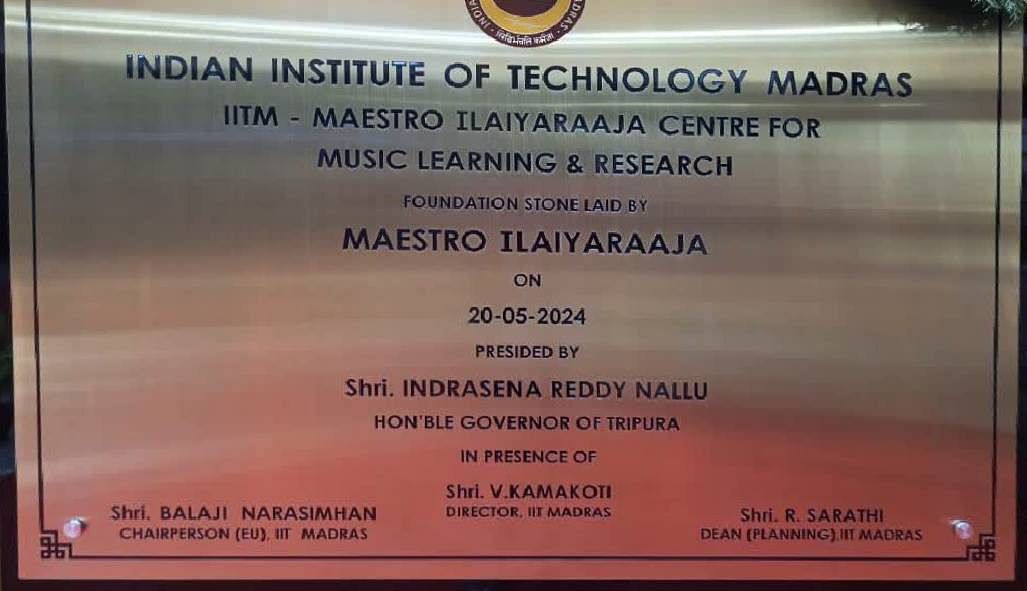 INDIAN INSTITUTE OF TECHNOLOGY MADRAS
IITM - MAESTRO ILAIYARAAJA CENTRE FOR
MUSIC LEARNING & RESEARCH
FOUNDATION STONE LAID BY
MAESTRO ILAIYARAAJA
ON
20-05-2024
PRESIDED BY
Shri. INDRASENA REDDY NALLU
HON'BLE GOVERNOR OF TRIPURA
IN PRESENCE OF
Shri. V.KAMAKOTI
DIRECTOR, IIT MADRAS
Shri. BALAJI NARASIMHAN
CHAIRPERSON (EU), IIT MADRAS
Shri. R. SARATHI
DEAN (PLANNING),IIT MADRAS